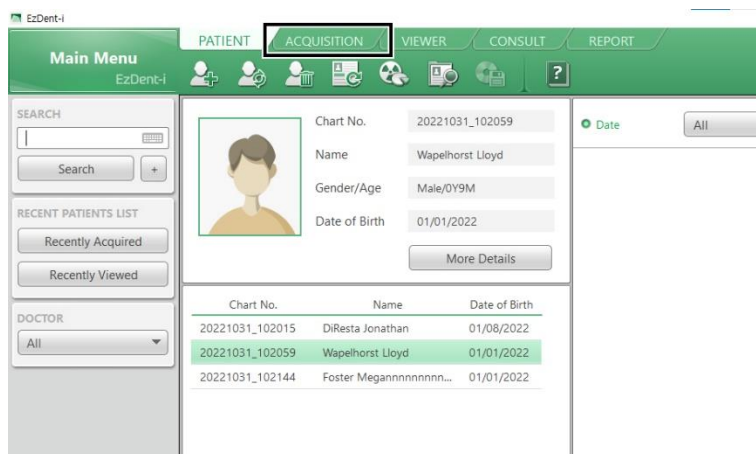 EzDent-i
Main Menu
EzDent-i
PATIENT ACQUISITION VIEWER CONSULT REPORT
?
SEARCH
Search +
RECENT PATIENTS LIST
Recently Acquired
Recently Viewed
DOCTOR
All
Chart No. 20221031_102059
Name Wapelhorst Lloyd
Gender/Age Male/0Y9M
Date of Birth 01/01/2022
More Details
Chart No. Name Date of Birth
20221031_102015 DiResta Jonathan 01/08/2022
20221031_102059 Wapelhorst Lloyd 01/01/2022
20221031_102144 Foster Megannnnnnnnn... 01/01/2022
Date All